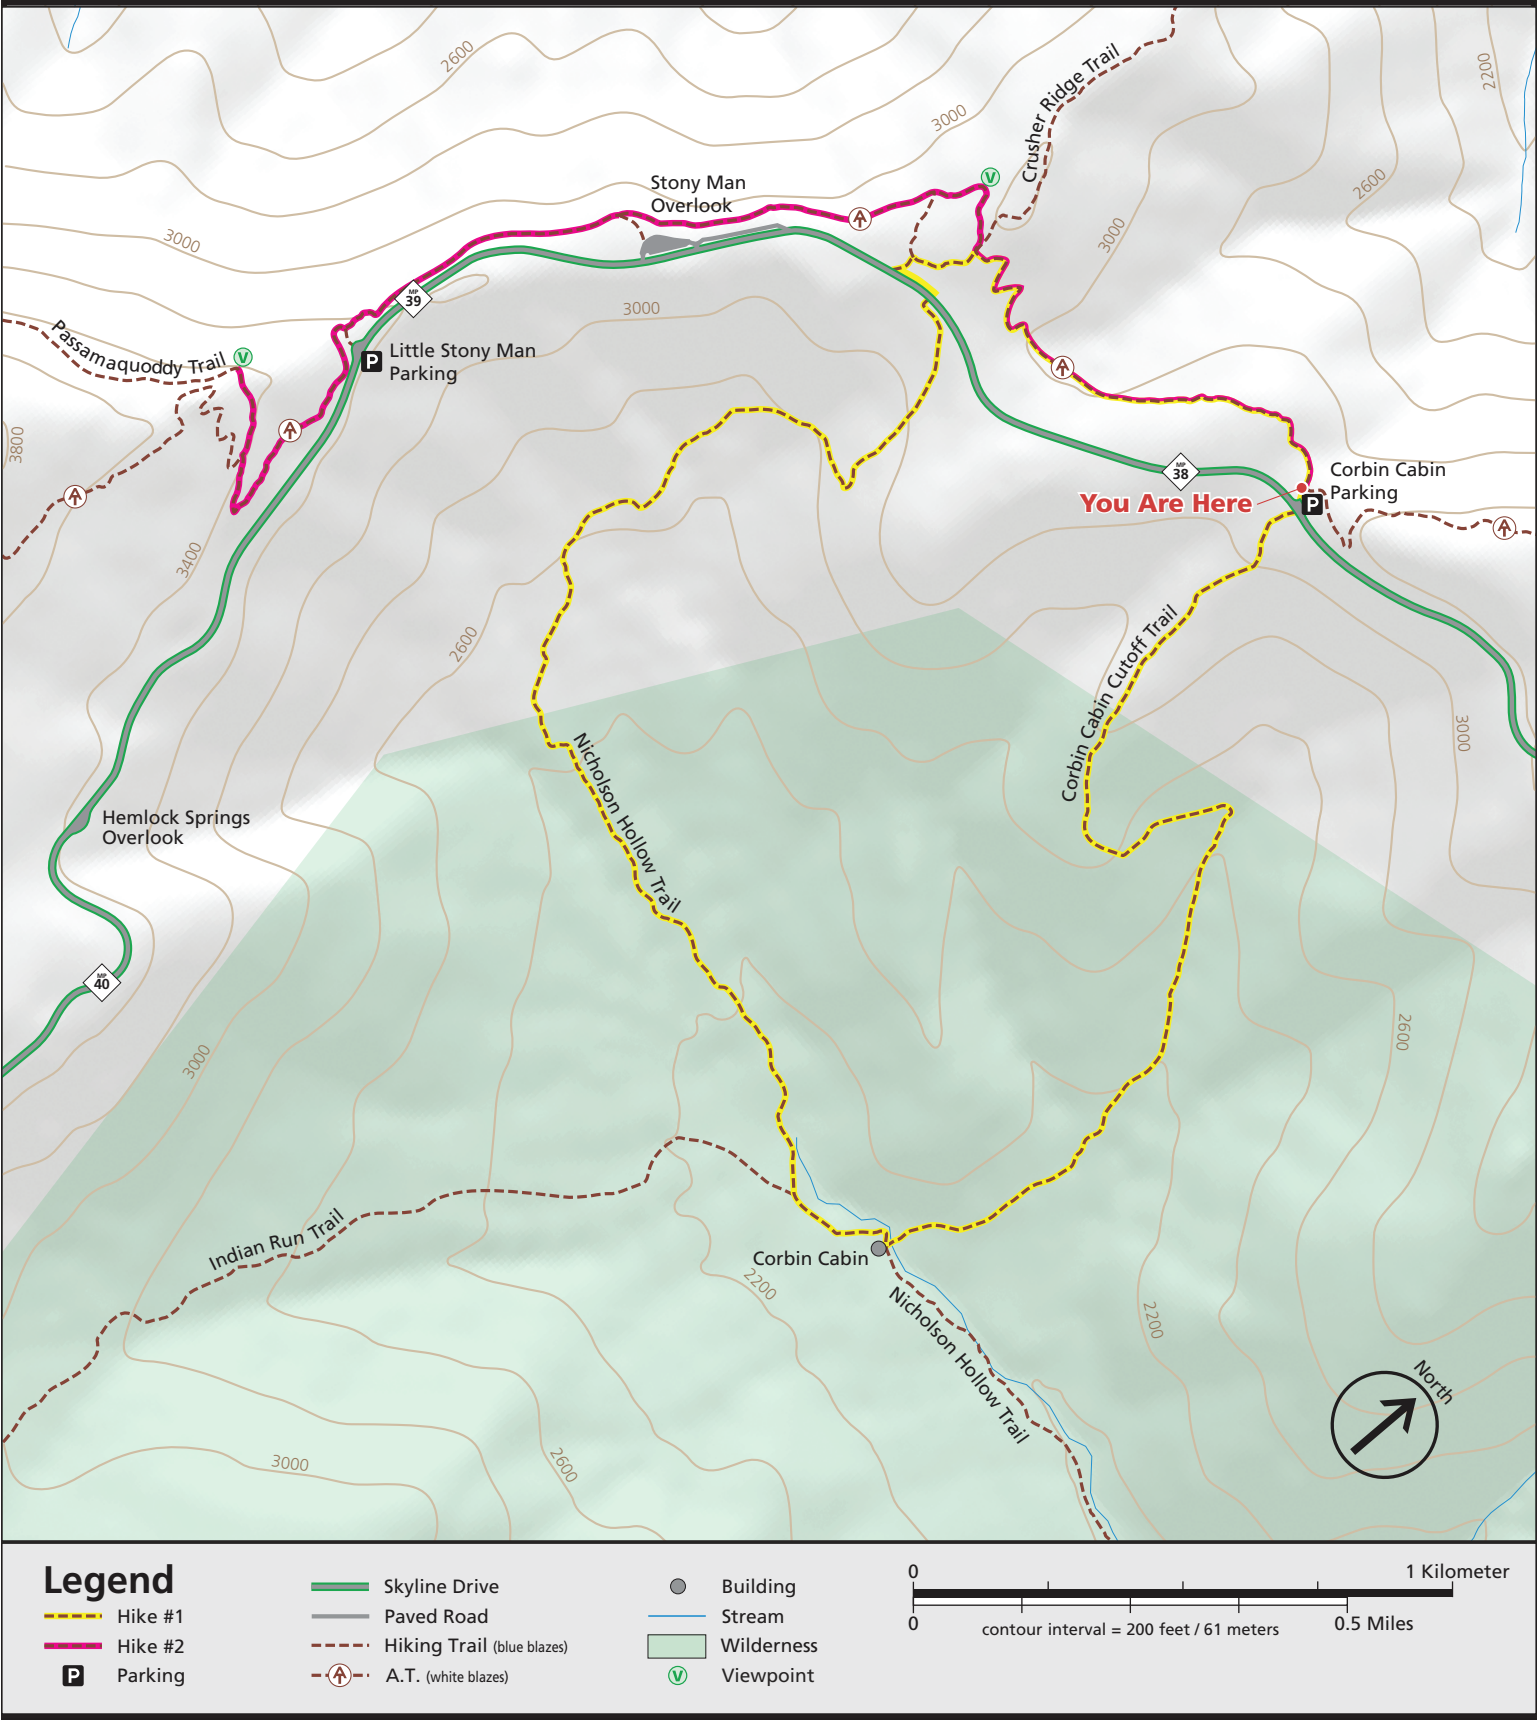 2600
2200
Crusher Ridge Trail
3000
2600
Stony Man
Overlook
V
3000
3000
MP
39
3000
Passamaquoddy Trail
V
P
Little Stony Man
Parking
3800
MP
38
Corbin Cabin
Parking
You Are Here
P
3400
2600
Corbin Cabin Cutoff Trail
3000
Nicholson Hollow Trail
Hemlock Springs
Overlook
MP
40
3000
2600
Indian Run Trail
Corbin Cabin
2200
2200
Nicholson Hollow Trail
North
3000
2600
Legend
Hike #1
Hike #2
P Parking
Skyline Drive
Paved Road
Hiking Trail (blue blazes)
A.T. (white blazes)
Building
Stream
Wilderness
V Viewpoint
0 1 Kilometer
0 0.5 Miles
contour interval = 200 feet / 61 meters